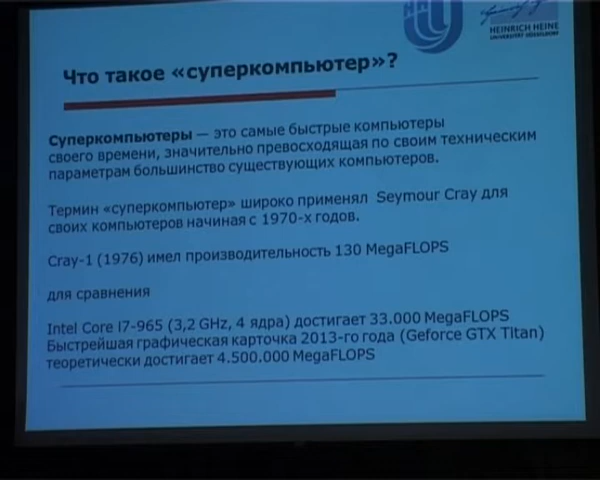 ННГУ
HEINRICH HEINE
UNIVERSITÄT DÜSSELDORF
Что такое «суперкомпьютер»?
Суперкомпьютеры — это самые быстрые компьютеры
своего времени, значительно превосходящая по своим техническим
параметрам большинство существующих компьютеров.
Термин «суперкомпьютер» широко применял Seymour Cray для
своих компьютеров начиная с 1970-х годов.
Cray-1 (1976) имел производительность 130 MegaFLOPS
для сравнения
Intel Core I7-965 (3,2 GHz, 4 ядра) достигает 33.000 MegaFLOPS
Быстрейшая графическая карточка 2013-го года (Geforce GTX Titan)
теоретически достигает 4.500.000 MegaFLOPS